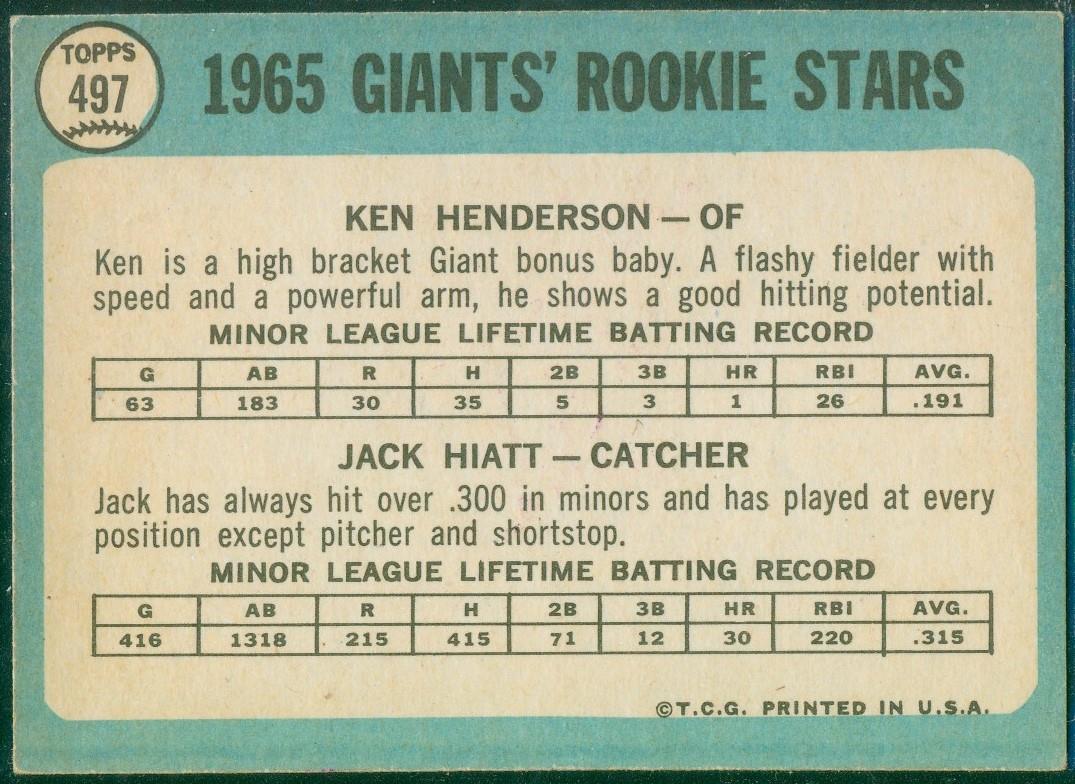 TOPPS
497
1965 GIANTS' ROOKIE STARS
KEN HENDERSON — OF
Ken is a high bracket Giant bonus baby. A flashy fielder with
speed and a powerful arm, he shows a good hitting potential.
MINOR LEAGUE LIFETIME BATTING RECORD
G AB R H 2B 3B HR RBI AVG.
63 183 30 35 5 3 1 26 .191
JACK HIATT — CATCHER
Jack has always hit over .300 in minors and has played at every
position except pitcher and shortstop.
MINOR LEAGUE LIFETIME BATTING RECORD
G AB R H 2B 3B HR RBI AVG.
416 1318 215 415 71 12 30 220 .315
©T.C.G. PRINTED IN U.S.A.